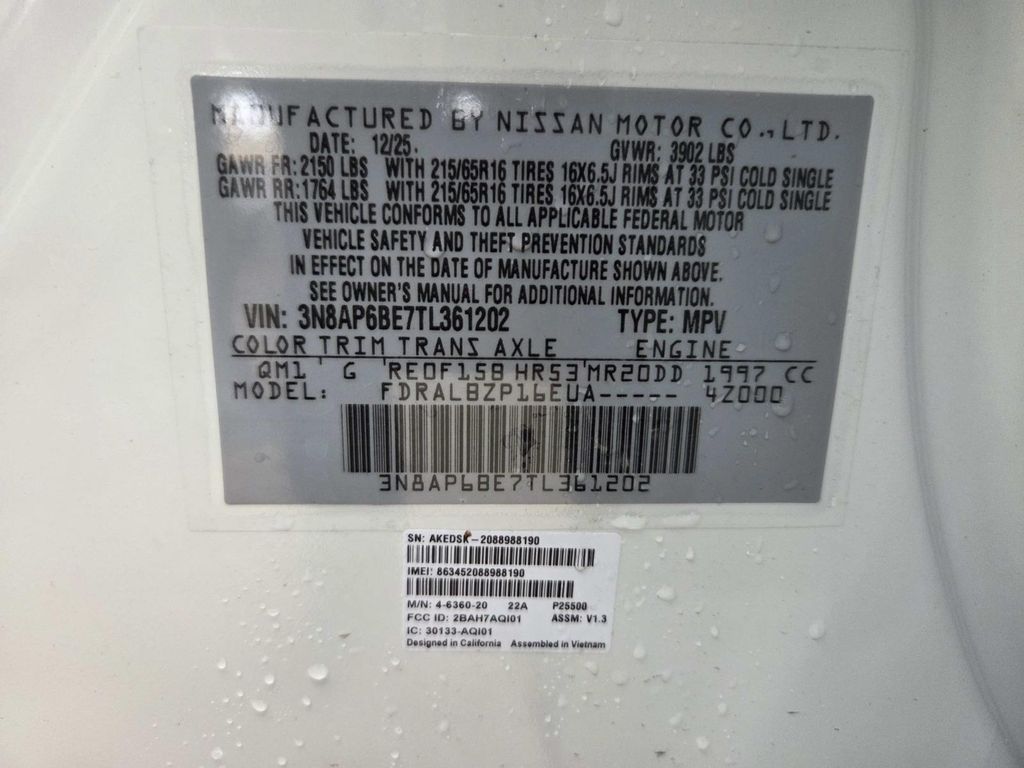 MANUFACTURED BY NISSAN MOTOR CO., LTD.
DATE: 12/25. GVWR: 3902 LBS
GAWR FR: 2150 LBS WITH 215/65R16 TIRES 16X6.5J RIMS AT 33 PSI COLD SINGLE
GAWR RR: 1764 LBS WITH 215/65R16 TIRES 16X6.5J RIMS AT 33 PSI COLD SINGLE
THIS VEHICLE CONFORMS TO ALL APPLICABLE FEDERAL MOTOR
VEHICLE SAFETY AND THEFT PREVENTION STANDARDS
IN EFFECT ON THE DATE OF MANUFACTURE SHOWN ABOVE.
SEE OWNER'S MANUAL FOR ADDITIONAL INFORMATION.
VIN: 3N8AP6BE7TL361202 TYPE: MPV
COLOR TRIM TRANS AXLE ENGINE
QM1 G RE0F15B HR53 MR20DD 1997 CC
MODEL: FDRALBZP16EUA----- 4Z000
3N8AP6BE7TL361202
SN: AKEDSK-2088988190
IMEI: 863452088988190
M/N: 4-6360-20 22A P25500
FCC ID: 2BAH7AQI01 ASSM: V1.3
IC: 30133-AQI01
Designed in California Assembled in Vietnam